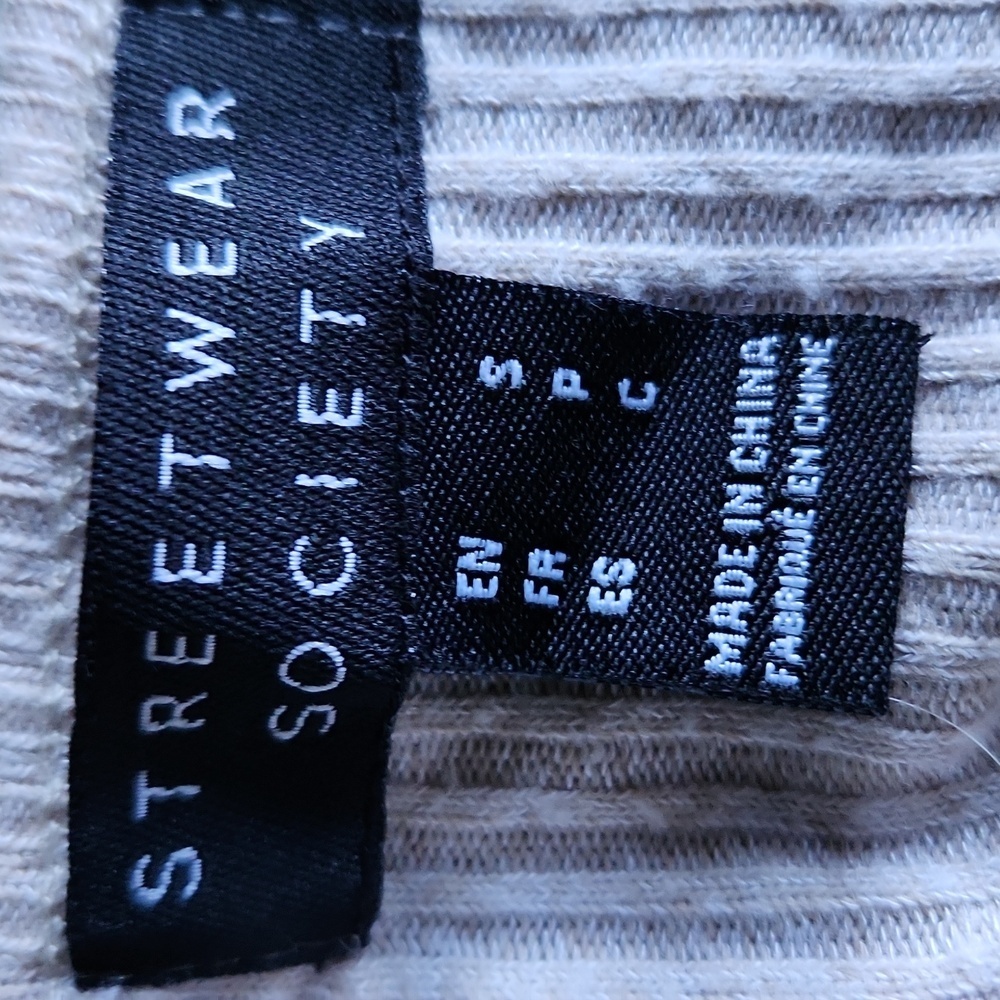 STREETWEAR
SOCIETY
EN S
FR P
ES C
MADE IN CHINA
FABRIQUÉ EN CHINE